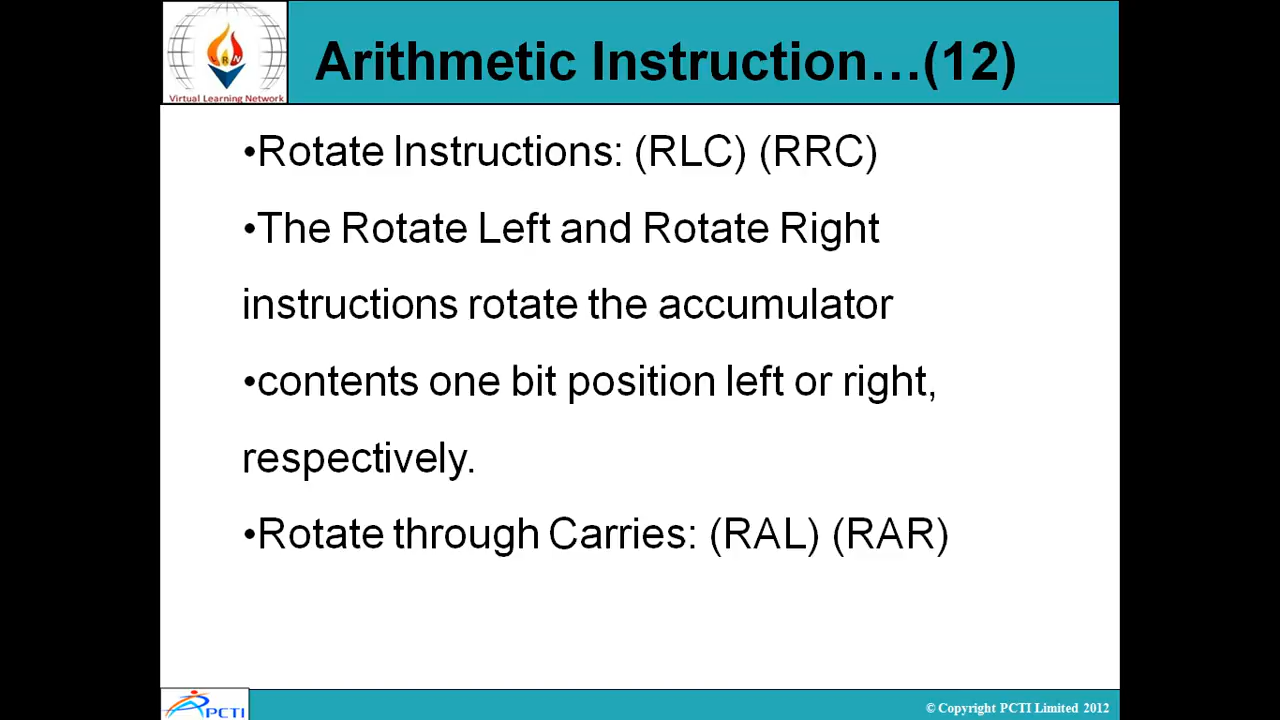 Arithmetic Instruction…(12)
Virtual Learning Network
•Rotate Instructions: (RLC) (RRC)
•The Rotate Left and Rotate Right
instructions rotate the accumulator
•contents one bit position left or right,
respectively.
•Rotate through Carries: (RAL) (RAR)
PCTI
© Copyright PCTI Limited 2012